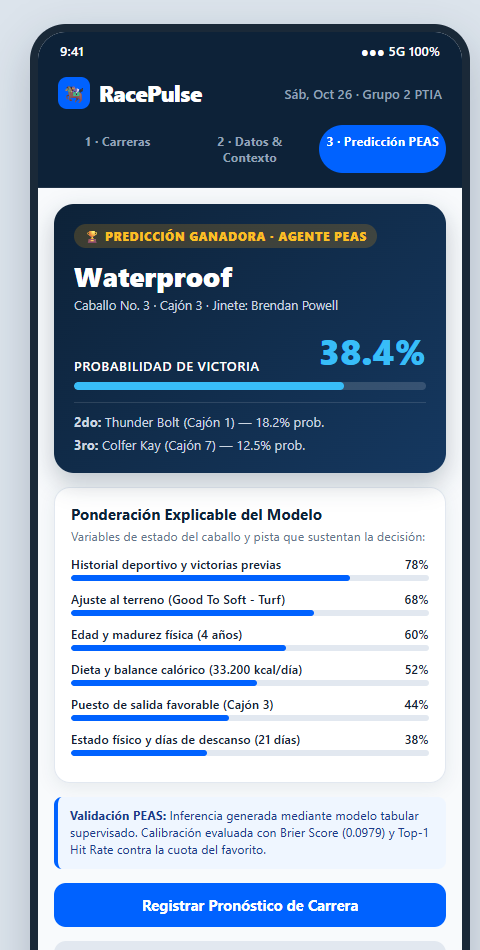 9:41
●●● 5G 100%
RacePulse
Sáb, Oct 26 · Grupo 2 PTIA
1 · Carreras
2 · Datos &
Contexto
3 · Predicción PEAS
🏆 PREDICCIÓN GANADORA - AGENTE PEAS
Waterproof
Caballo No. 3 · Cajón 3 · Jinete: Brendan Powell
PROBABILIDAD DE VICTORIA
38.4%
2do: Thunder Bolt (Cajón 1) — 18.2% prob.
3ro: Colfer Kay (Cajón 7) — 12.5% prob.
Ponderación Explicable del Modelo
Variables de estado del caballo y pista que sustentan la decisión:
Historial deportivo y victorias previas 78%
Ajuste al terreno (Good To Soft - Turf) 68%
Edad y madurez física (4 años) 60%
Dieta y balance calórico (33.200 kcal/día) 52%
Puesto de salida favorable (Cajón 3) 44%
Estado físico y días de descanso (21 días) 38%
Validación PEAS: Inferencia generada mediante modelo tabular
supervisado. Calibración evaluada con Brier Score (0.0979) y Top-1
Hit Rate contra la cuota del favorito.
Registrar Pronóstico de Carrera